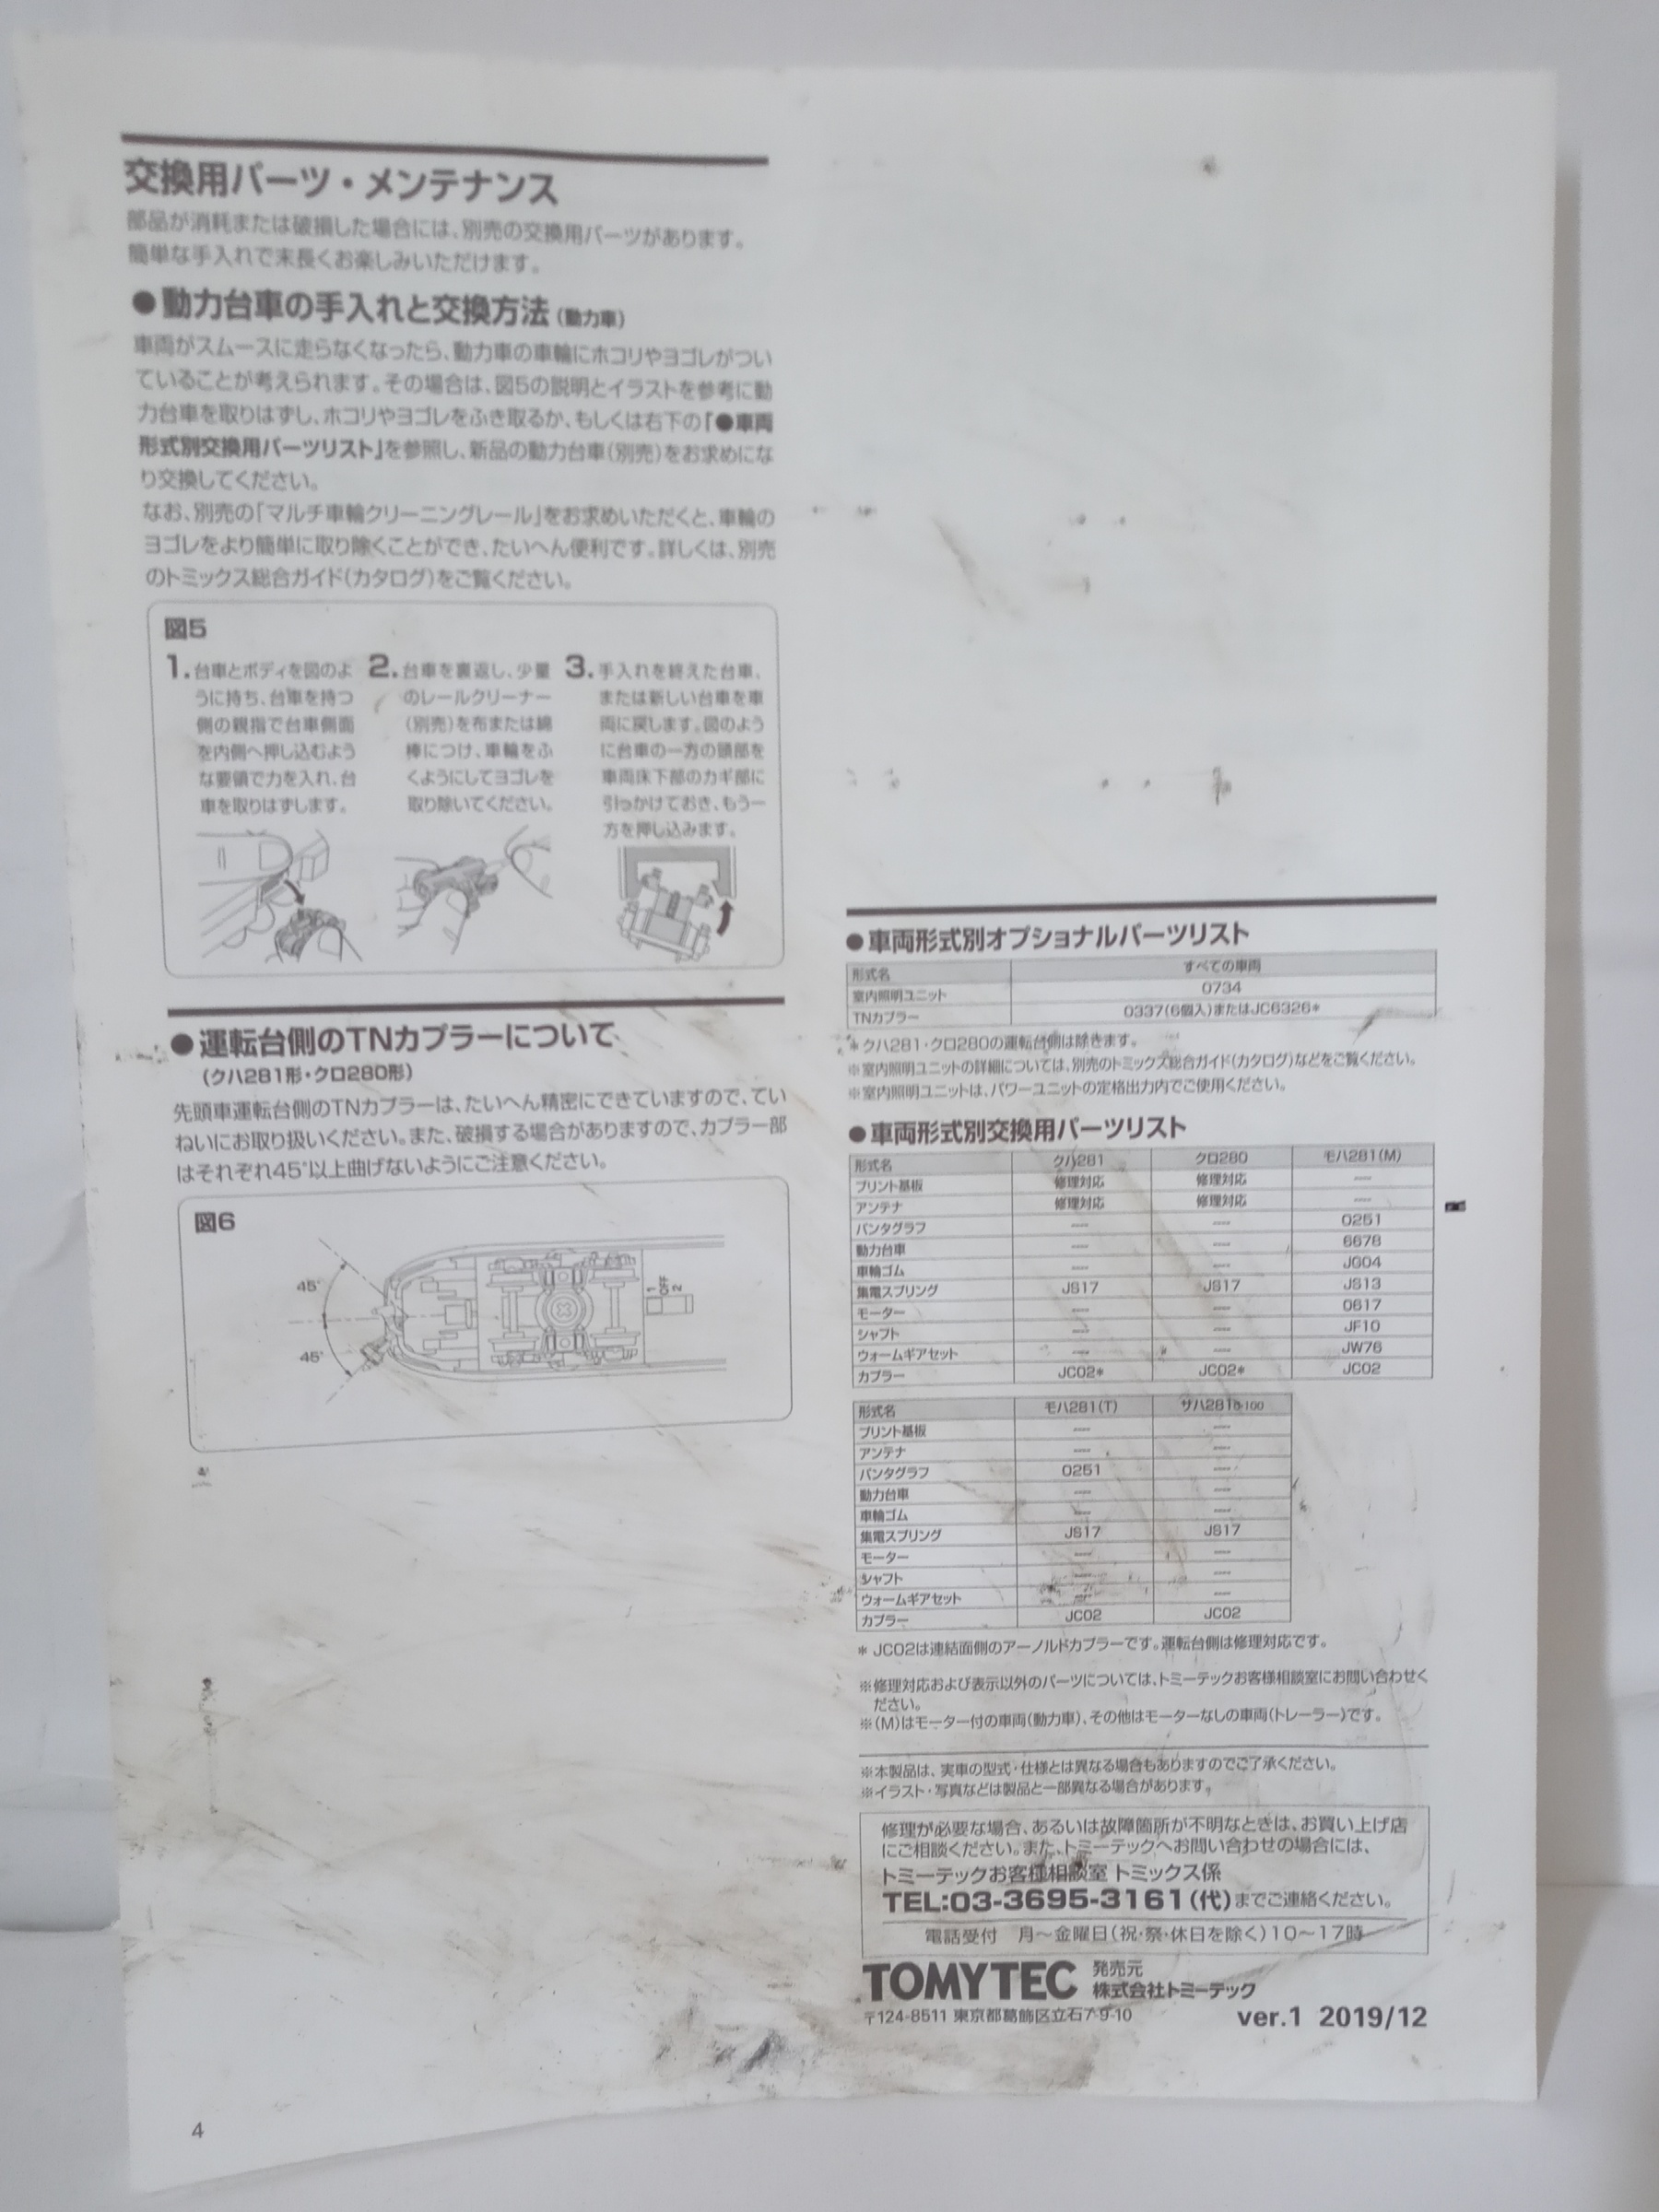 交換用パーツ・メンテナンス
部品が消耗または破損した場合には、別売の交換用パーツがあります。
簡単な手入れで末長くお楽しみいただけます。
●動力台車の手入れと交換方法(動力車)
車両がスムースに走らなくなったら、動力車の車輪にホコリやヨゴレがつい
ていることが考えられます。その場合は、図5の説明とイラストを参考に動
力台車を取りはずし、ホコリやヨゴレをふき取るか、もしくは右下の「●車両
形式別交換用パーツリスト」を参照し、新品の動力台車(別売)をお求めにな
り交換してください。
なお、別売の「マルチ車輪クリーニングレール」をお求めいただくと、車輪の
ヨゴレをより簡単に取り除くことができ、たいへん便利です。詳しくは、別売
のトミックス総合ガイド(カタログ)をご覧ください。
図5
1.台車とボディを図のよ
うに持ち、台車を持つ
側の親指で台車側面
を内側へ押し込むよう
な要領で力を入れ、台
車を取りはずします。
2.台車を裏返し、少量
のレールクリーナー
(別売)を布または綿
棒につけ、車輪をふ
くようにしてヨゴレを
取り除いてください。
3.手入れを終えた台車、
または新しい台車を車
両に戻します。図のよう
に台車の一方の頭部を
車両床下部のカギ部に
引っかけておき、もう一
方を押し込みます。
●運転台側のTNカプラーについて
(クハ281形・クロ280形)
先頭車運転台側のTNカプラーは、たいへん精密にできていますので、てい
ねいにお取り扱いください。また、破損する場合がありますので、カプラー部
はそれぞれ45°以上曲げないようにご注意ください。
図6
45°
45°
1
OFF
2
4
●車両形式別オプショナルパーツリスト
形式名 すべての車両
室内照明ユニット 0734
TNカプラー 0337(6個入)またはJC6326*
*クハ281・クロ280の運転台側は除きます。
※室内照明ユニットの詳細については、別売のトミックス総合ガイド(カタログ)などをご覧ください。
※室内照明ユニットは、パワーユニットの定格出力内でご使用ください。
●車両形式別交換用パーツリスト
形式名 クハ281 クロ280 モハ281(M)
プリント基板 修理対応 修理対応 ----
アンテナ 修理対応 修理対応 ----
パンタグラフ ---- ---- 0251
動力台車 ---- ---- 6678
車輪ゴム ---- ---- JG04
集電スプリング JS17 JS17 JS13
モーター ---- ---- 0617
シャフト ---- ---- JF10
ウォームギアセット ---- ---- JW76
カプラー JC02* JC02* JC02
形式名 モハ281(T) サハ281 0・100
プリント基板 ---- ----
アンテナ ---- ----
パンタグラフ 0251 ----
動力台車 ---- ----
車輪ゴム ---- ----
集電スプリング JS17 JS17
モーター ---- ----
シャフト ---- ----
ウォームギアセット ---- ----
カプラー JC02 JC02
* JC02は連結面側のアーノルドカプラーです。運転台側は修理対応です。
※修理対応および表示以外のパーツについては、トミーテックお客様相談室にお問い合わせく
ださい。
※(M)はモーター付の車両(動力車)、その他はモーターなしの車両(トレーラー)です。
※本製品は、実車の型式・仕様とは異なる場合もありますのでご了承ください。
※イラスト・写真などは製品と一部異なる場合があります。
修理が必要な場合、あるいは故障箇所が不明なときは、お買い上げ店
にご相談ください。また、トミーテックへお問い合わせの場合には、
トミーテックお客様相談室 トミックス係
TEL:03-3695-3161(代)までご連絡ください。
電話受付 月〜金曜日(祝・祭・休日を除く)10〜17時
TOMYTEC 発売元
株式会社トミーテック
〒124-8511 東京都葛飾区立石7-9-10
ver.1 2019/12